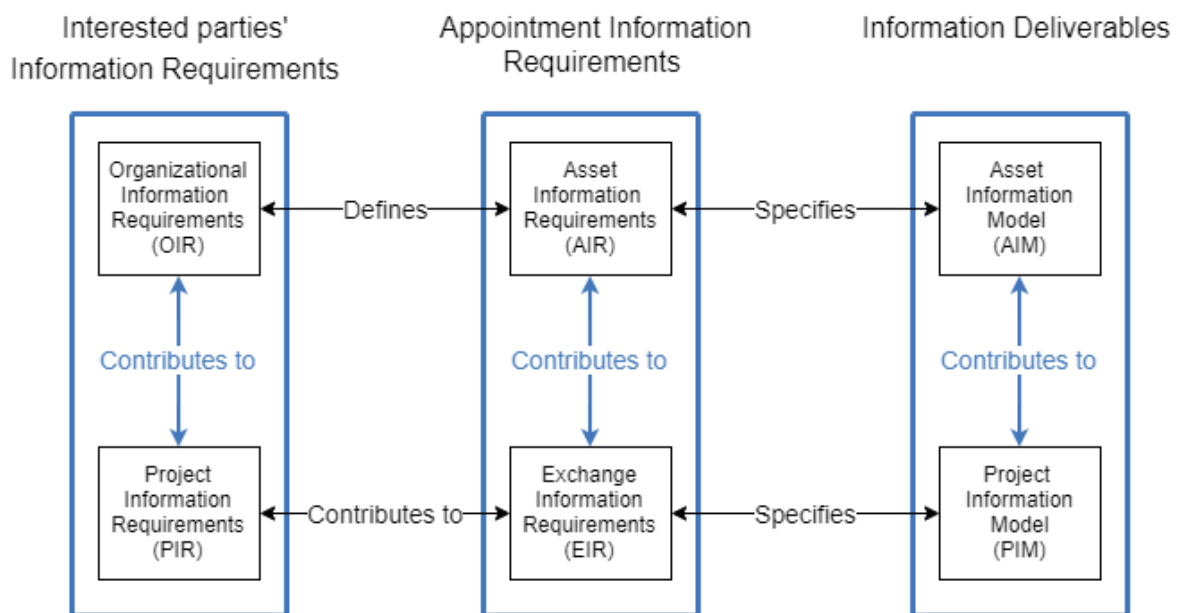 Interested parties'
Information Requirements
Appointment Information
Requirements
Information Deliverables
Organizational
Information
Requirements
(OIR)
Defines
Asset
Information
Requirements
(AIR)
Specifies
Asset
Information
Model
(AIM)
Contributes to
Contributes to
Contributes to
Project
Information
Requirements
(PIR)
Contributes to
Exchange
Information
Requirements
(EIR)
Specifies
Project
Information
Model
(PIM)